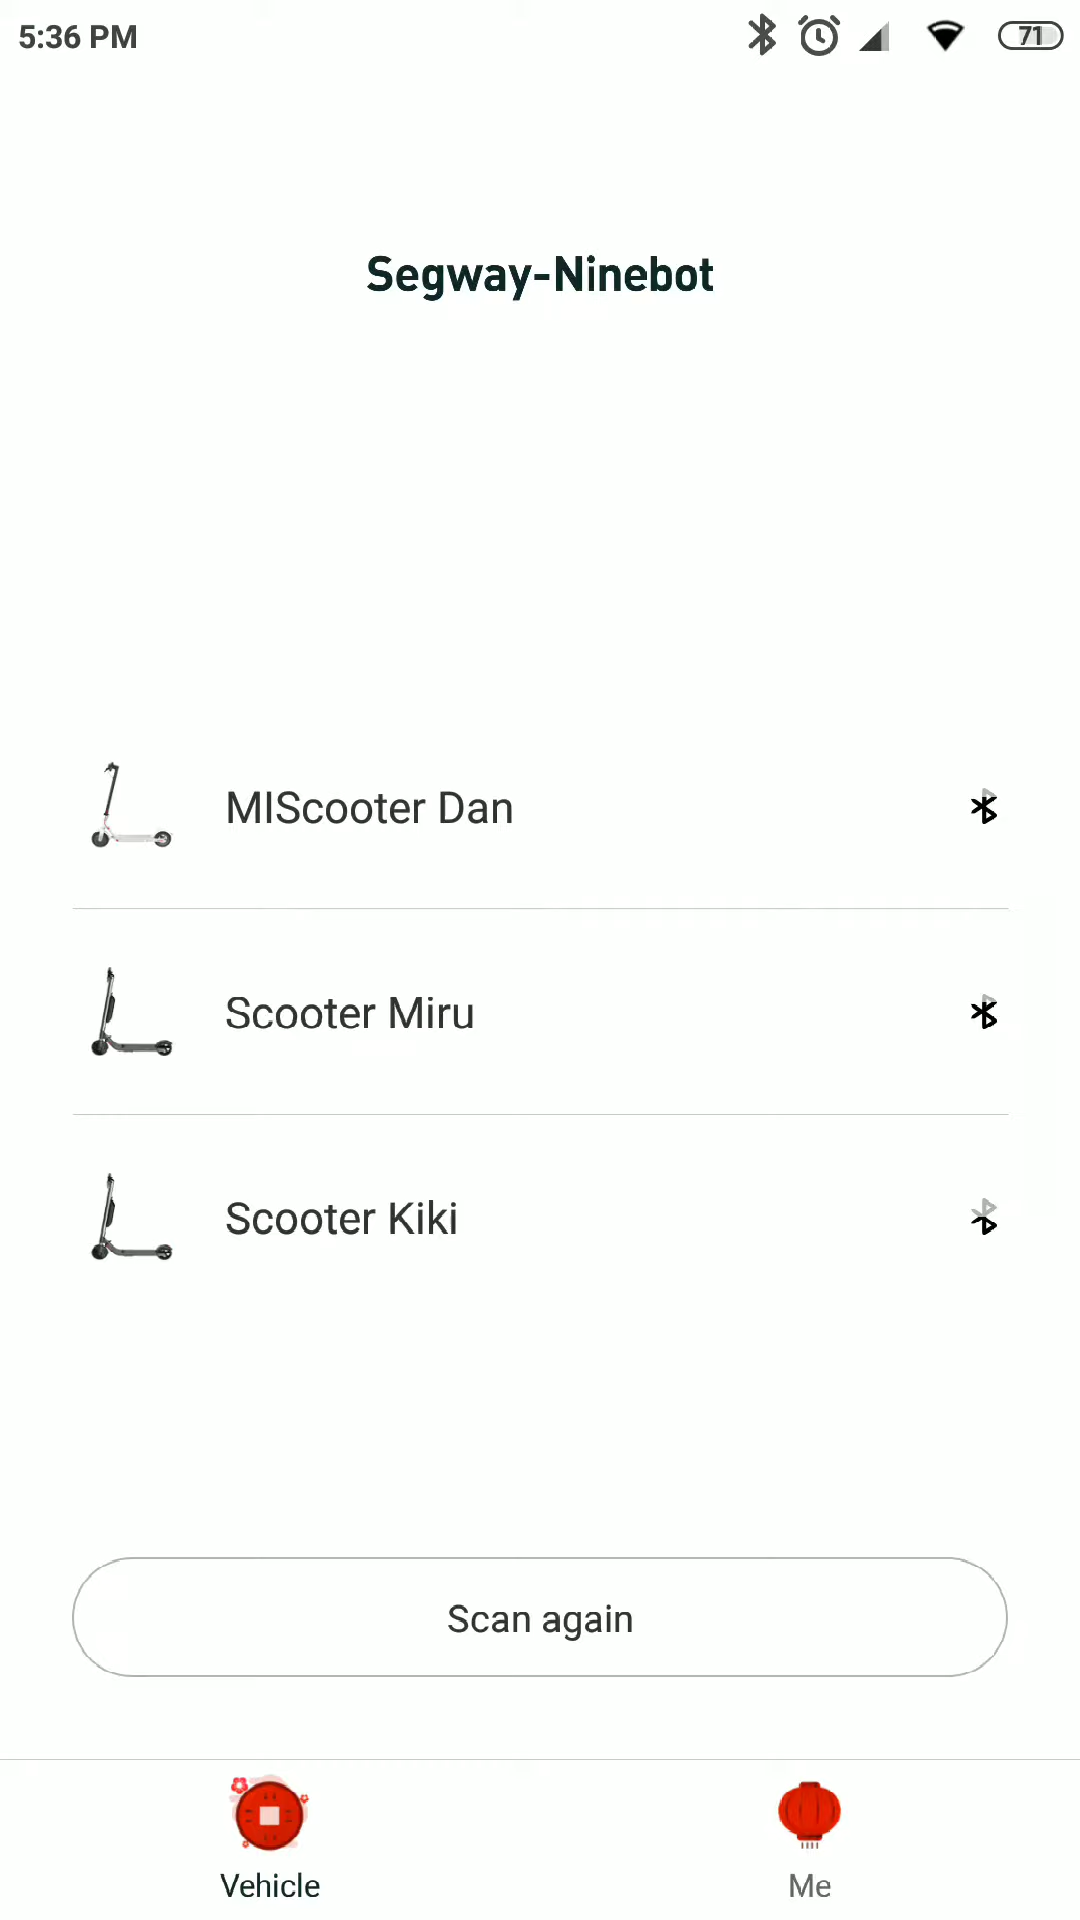 5:36 PM
71
Segway-Ninebot
MIScooter Dan
Scooter Miru
Scooter Kiki
Scan again
Vehicle
Me